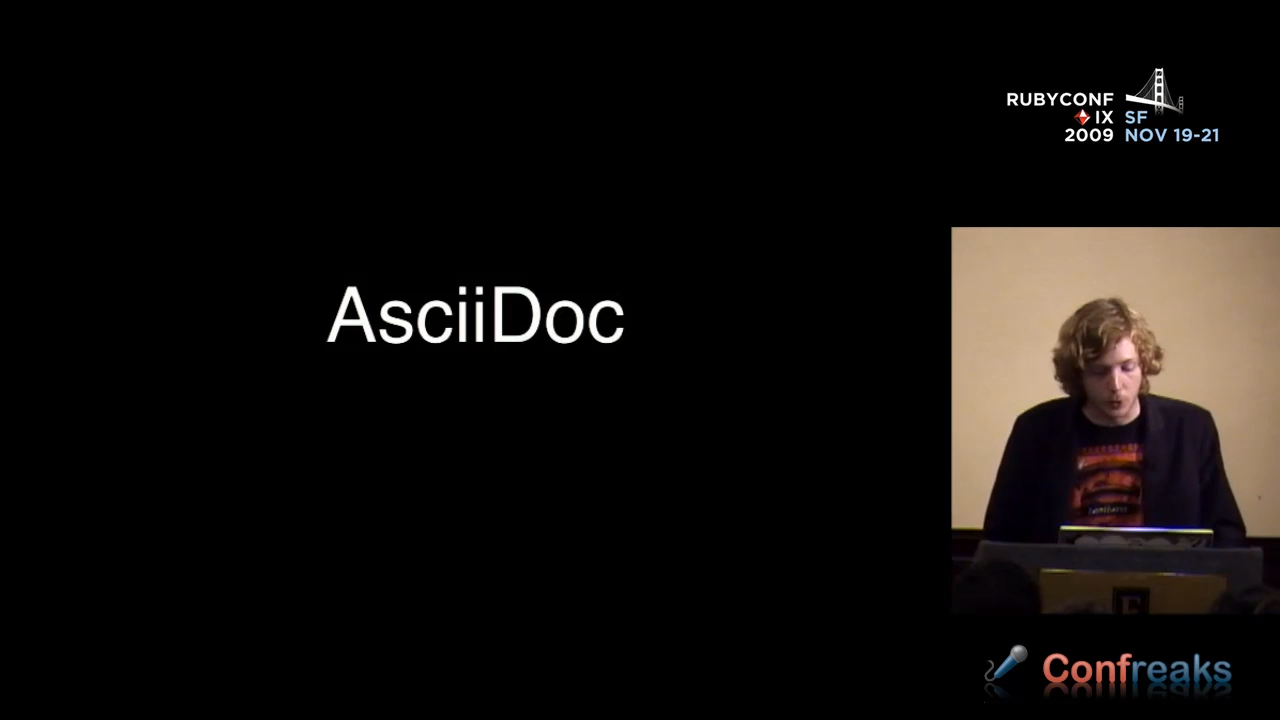 AsciiDoc
RUBYCONF
IX SF
2009 NOV 19-21
Confreaks